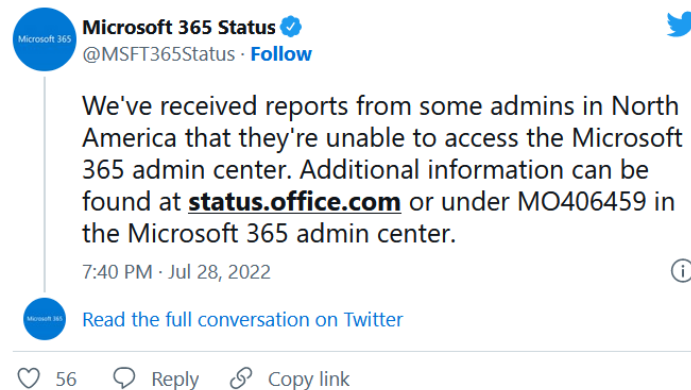 Microsoft 365
Microsoft 365 Status
@MSFT365Status · Follow
We've received reports from some admins in North
America that they're unable to access the Microsoft
365 admin center. Additional information can be
found at status.office.com or under MO406459 in
the Microsoft 365 admin center.
7:40 PM · Jul 28, 2022
Microsoft 365
Read the full conversation on Twitter
56 Reply Copy link